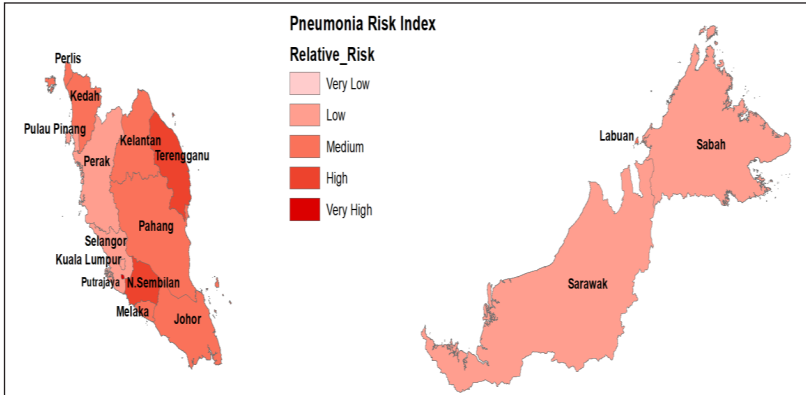 Pneumonia Risk Index
Relative_Risk
Very Low
Low
Medium
High
Very High
Perlis
Kedah
Pulau Pinang
Perak
Kelantan
Terengganu
Pahang
Selangor
Kuala Lumpur
Putrajaya
N.Sembilan
Melaka
Johor
Labuan
Sabah
Sarawak